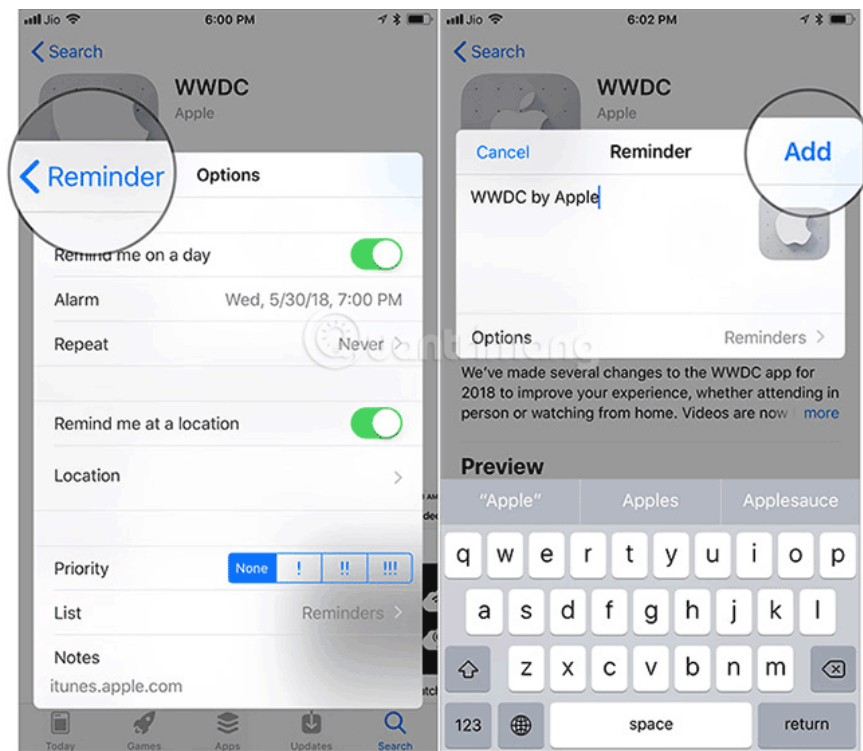 Jio 6:00 PM
Search
WWDC
Apple
Reminder Options
Remind me on a day
Alarm Wed, 5/30/18, 7:00 PM
Repeat Never
Remind me at a location
Location
Priority None ! !! !!!
List Reminders
Notes
itunes.apple.com
Today Games Apps Updates Search
Jio 6:02 PM
Search
WWDC
Apple
Cancel Reminder Add
WWDC by Apple
Options Reminders
We've made several changes to the WWDC app for
2018 to improve your experience, whether attending in
person or watching from home. Videos are now more
Preview
“Apple” Apples Applesauce
q w e r t y u i o p
a s d f g h j k l
z x c v b n m
123 space return
Quantrimang